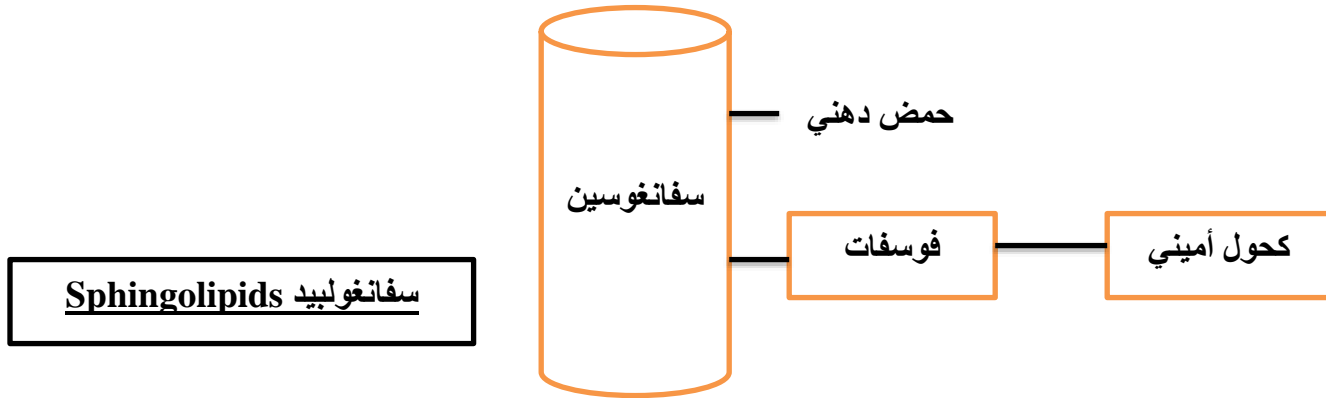 حمض دهني
سفانغوسين
فوسفات
كحول أميني
سفانغولبيد Sphingolipids